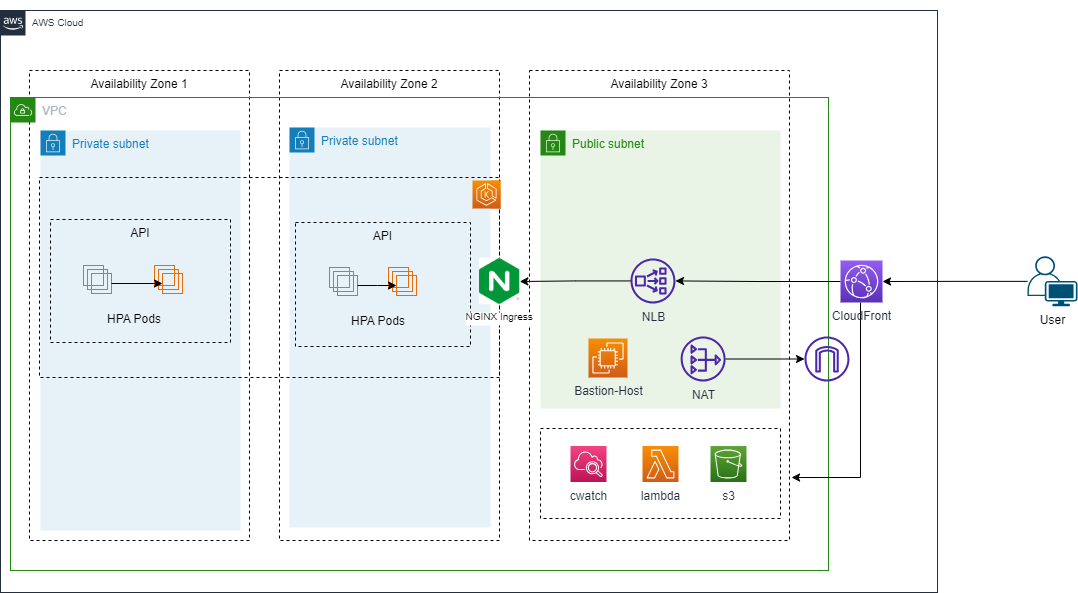 aws
AWS Cloud
Availability Zone 1
Availability Zone 2
Availability Zone 3
VPC
Private subnet
Private subnet
Public subnet
K
API
API
HPA Pods
HPA Pods
N
NGINX Ingress
NLB
CloudFront
User
Bastion-Host
NAT
cwatch
lambda
s3